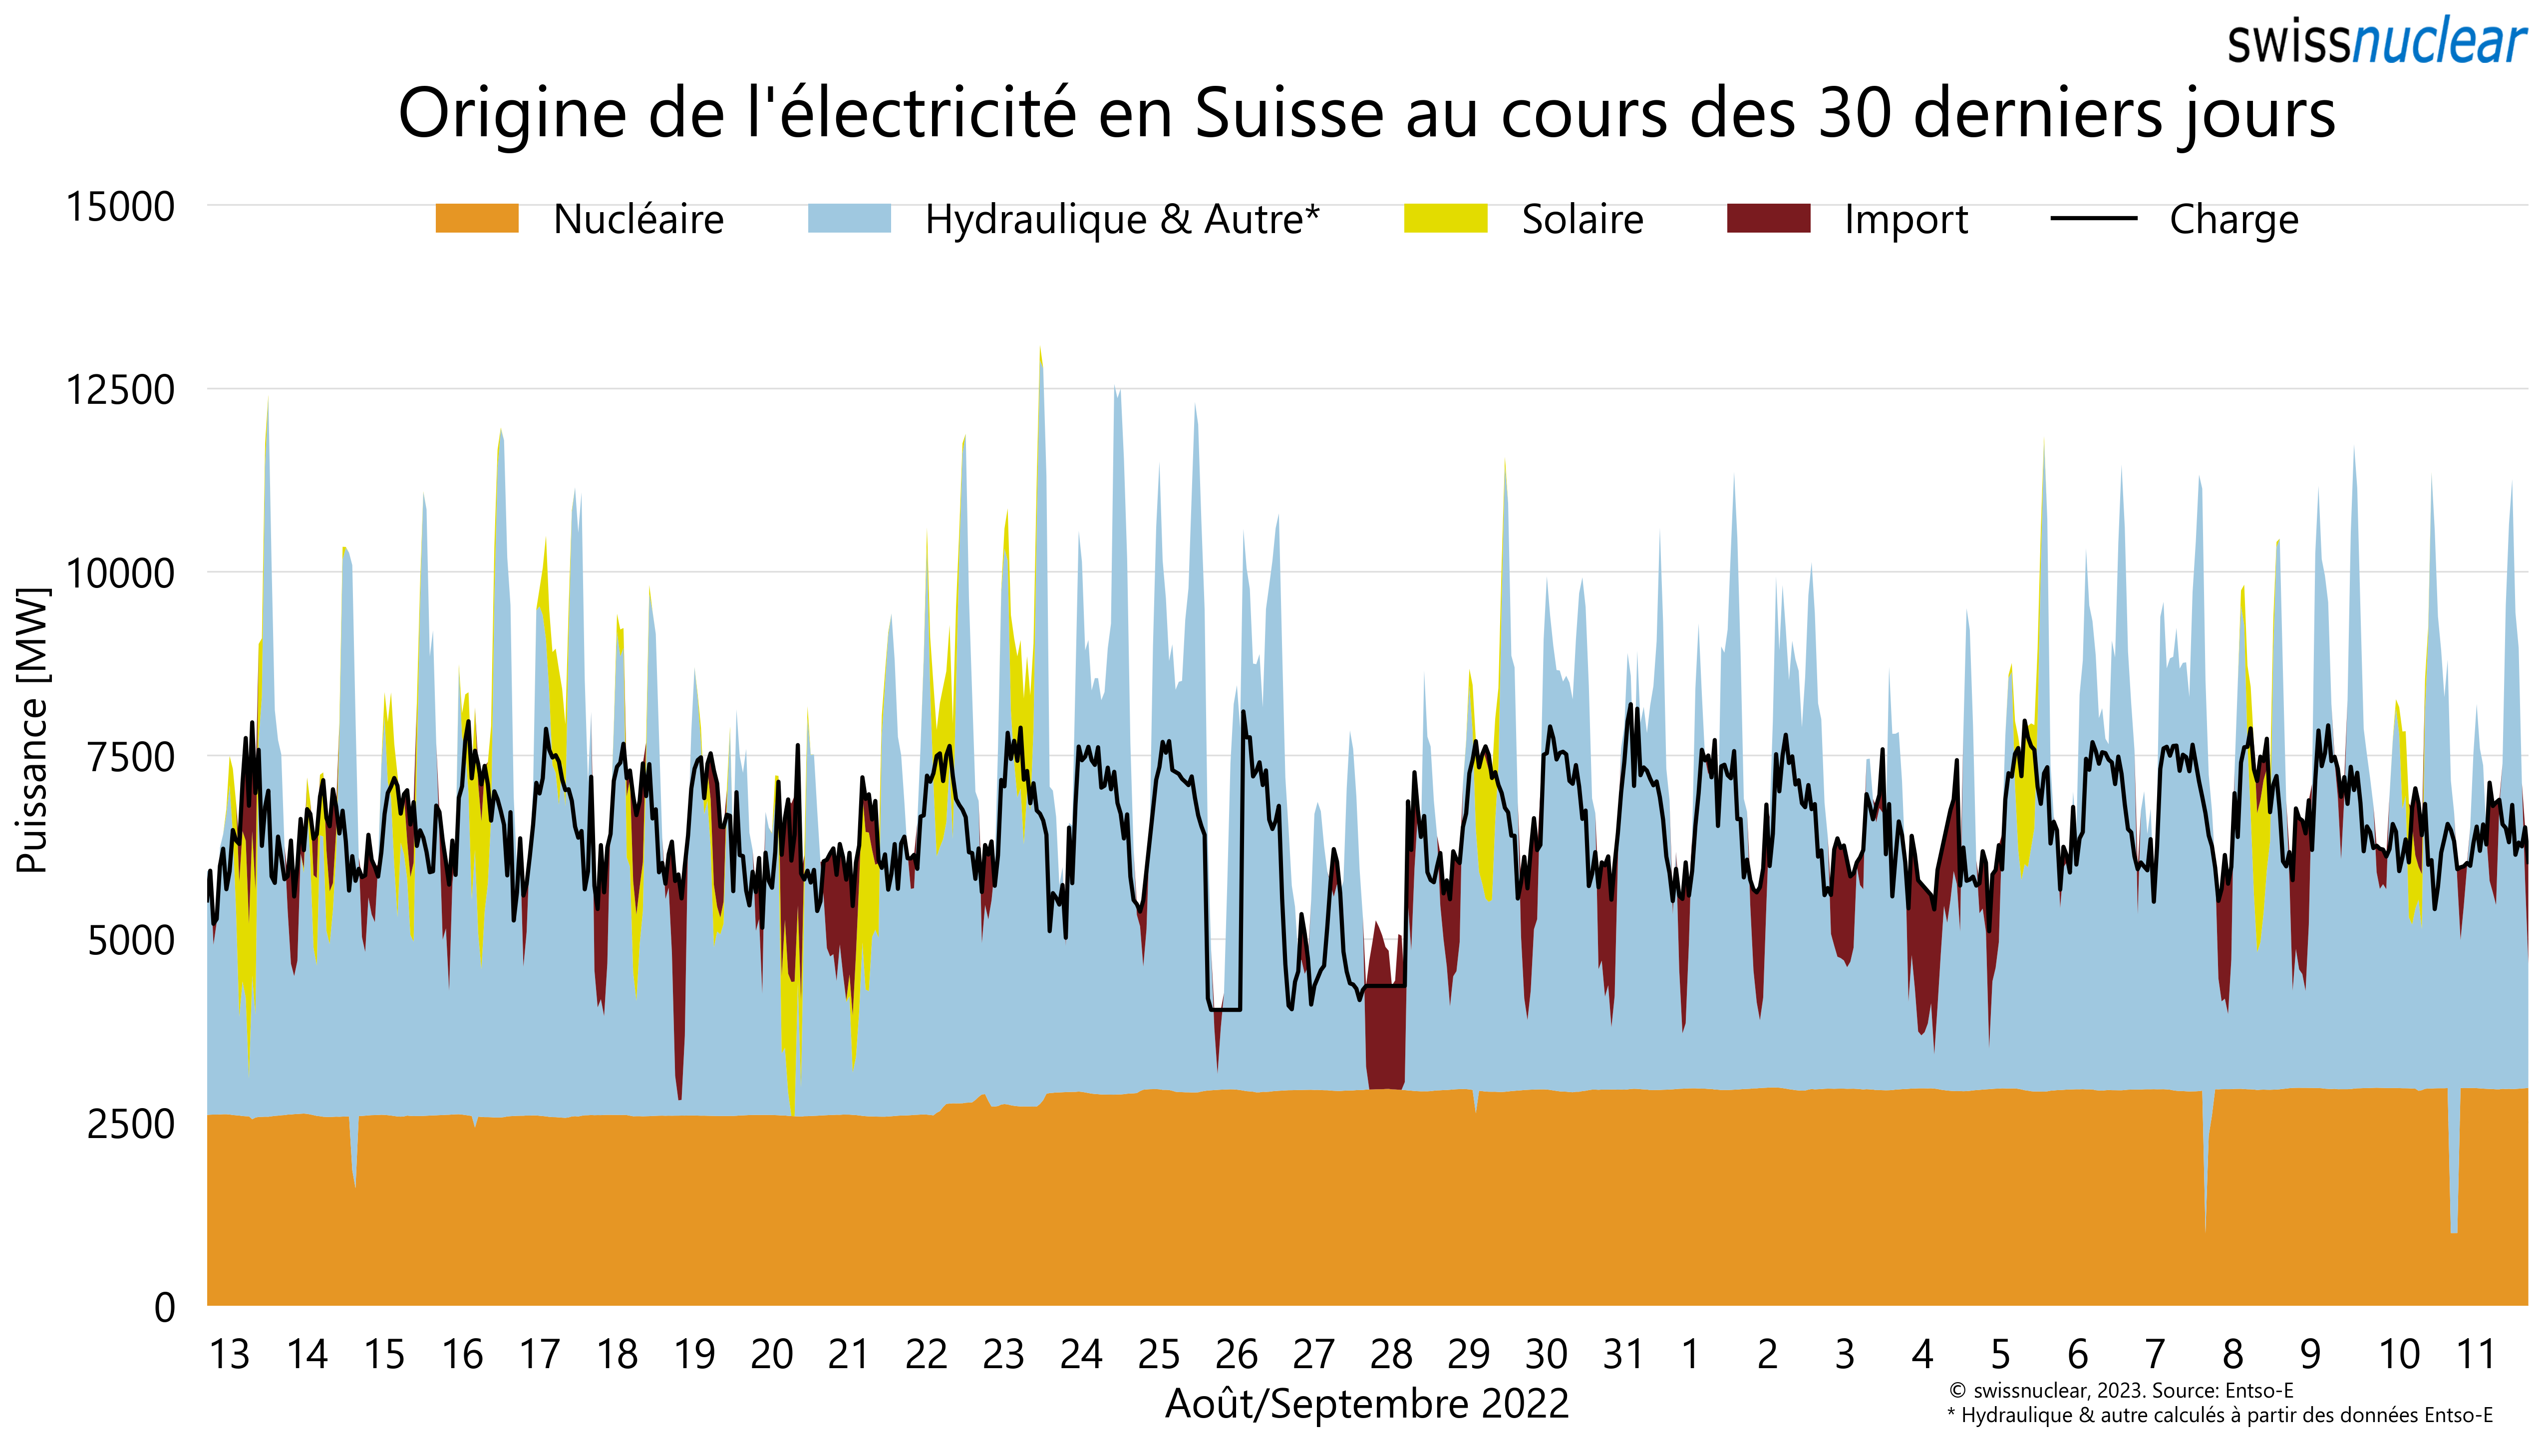 swissnuclear
Origine de l'électricité en Suisse au cours des 30 derniers jours
Nucléaire Hydraulique & Autre* Solaire Import Charge
15000
12500
10000
7500
5000
2500
0
Puissance [MW]
13 14 15 16 17 18 19 20 21 22 23 24 25 26 27 28 29 30 31 1 2 3 4 5 6 7 8 9 10 11
Août/Septembre 2022
© swissnuclear, 2023. Source: Entso-E
* Hydraulique & autre calculés à partir des données Entso-E